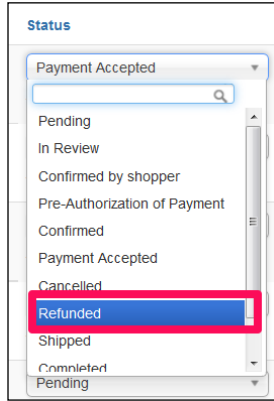 Status
Payment Accepted
Pending
In Review
Confirmed by shopper
Pre-Authorization of Payment
Confirmed
Payment Accepted
Cancelled
Refunded
Shipped
Completed
Pending